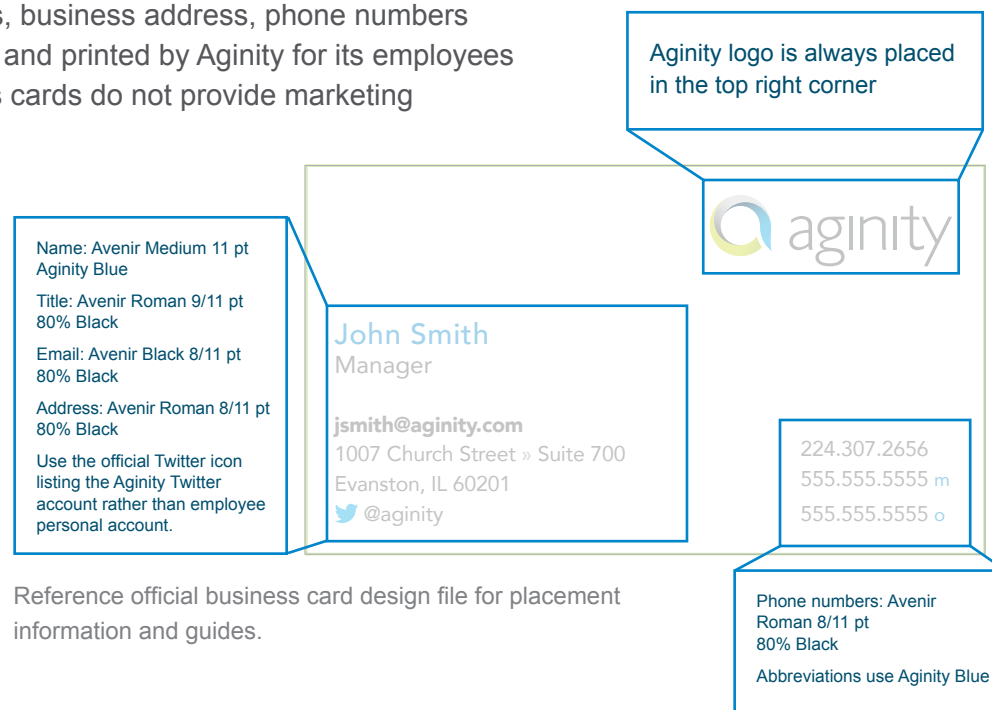 s, business address, phone numbers
and printed by Aginity for its employees
s cards do not provide marketing
Aginity logo is always placed
in the top right corner
aginity
Name: Avenir Medium 11 pt
Aginity Blue
Title: Avenir Roman 9/11 pt
80% Black
Email: Avenir Black 8/11 pt
80% Black
Address: Avenir Roman 8/11 pt
80% Black
Use the official Twitter icon
listing the Aginity Twitter
account rather than employee
personal account.
John Smith
Manager
jsmith@aginity.com
1007 Church Street » Suite 700
Evanston, IL 60201
@aginity
224.307.2656
555.555.5555 m
555.555.5555 o
Reference official business card design file for placement
information and guides.
Phone numbers: Avenir
Roman 8/11 pt
80% Black
Abbreviations use Aginity Blue